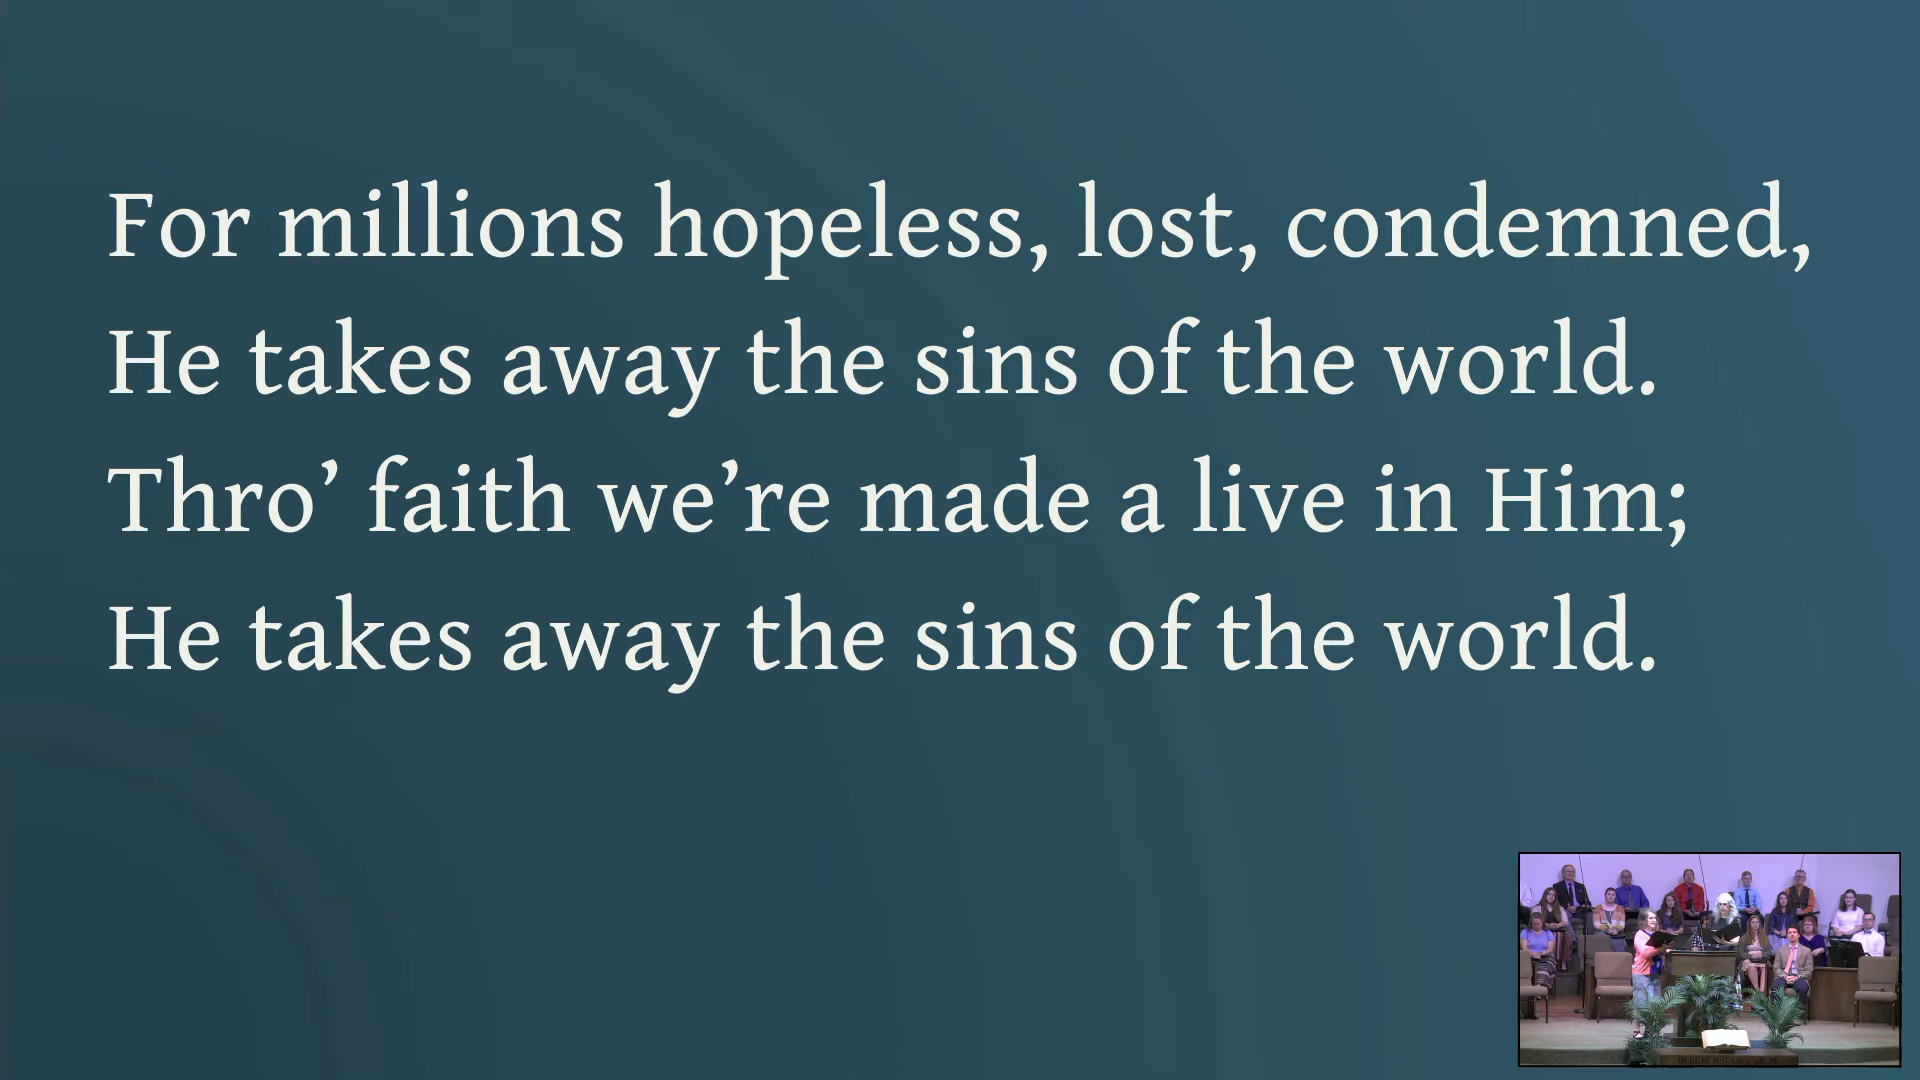 For millions hopeless, lost, condemned,
He takes away the sins of the world.
Thro’ faith we’re made a live in Him;
He takes away the sins of the world.